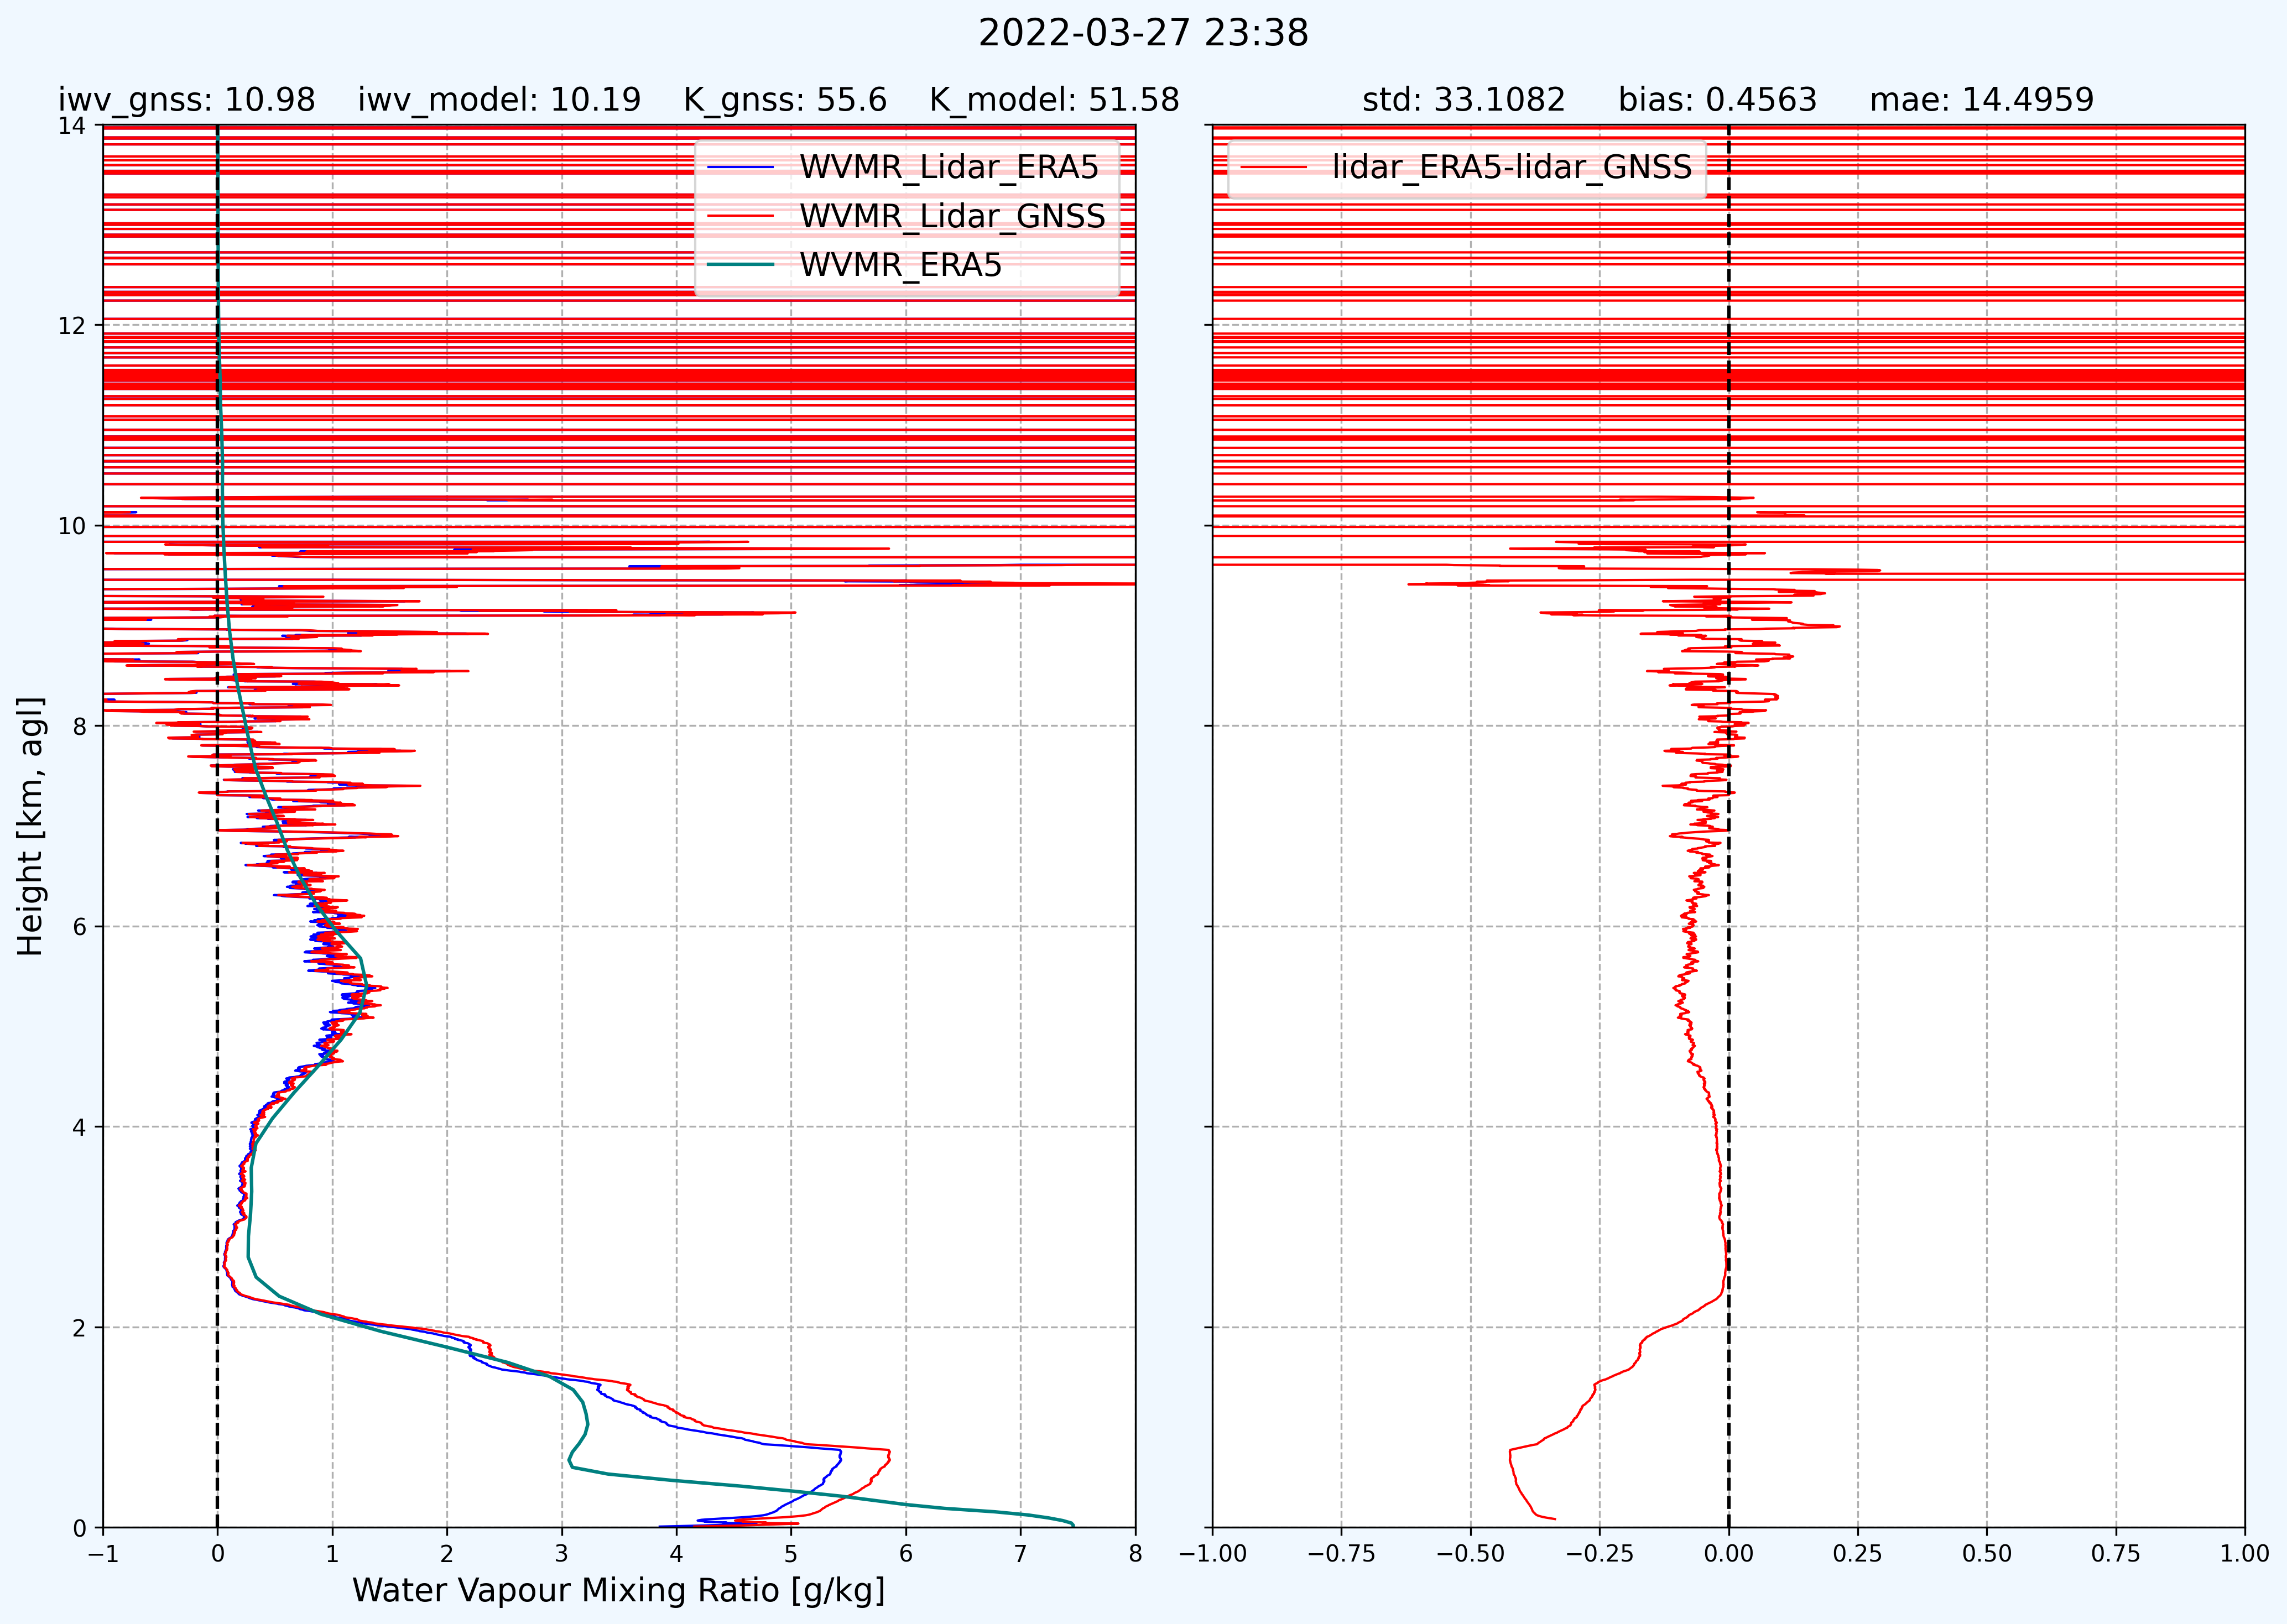 2022-03-27 23:38
iwv_gnss: 10.98 iwv_model: 10.19 K_gnss: 55.6 K_model: 51.58
std: 33.1082 bias: 0.4563 mae: 14.4959
WVMR_Lidar_ERA5
WVMR_Lidar_GNSS
WVMR_ERA5
lidar_ERA5-lidar_GNSS
Height [km, agl]
14
12
10
8
6
4
2
0
−1 0 1 2 3 4 5 6 7 8
Water Vapour Mixing Ratio [g/kg]
−1.00 −0.75 −0.50 −0.25 0.00 0.25 0.50 0.75 1.00